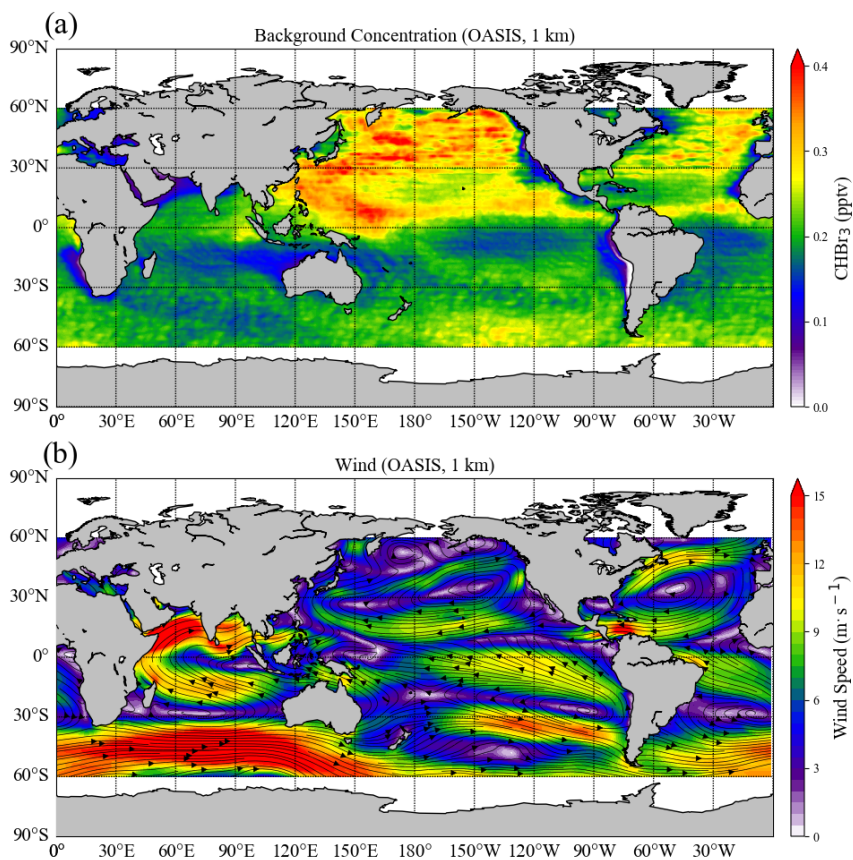 (a)
Background Concentration (OASIS, 1 km)
90°N
60°N
30°N
0°
30°S
60°S
90°S
0° 30°E 60°E 90°E 120°E 150°E 180° 150°W 120°W 90°W 60°W 30°W
0.4
0.3
0.2
0.1
0.0
CHBr3 (pptv)
(b)
Wind (OASIS, 1 km)
90°N
60°N
30°N
0°
30°S
60°S
90°S
0° 30°E 60°E 90°E 120°E 150°E 180° 150°W 120°W 90°W 60°W 30°W
15
12
9
6
3
0
Wind Speed (m· s⁻¹)